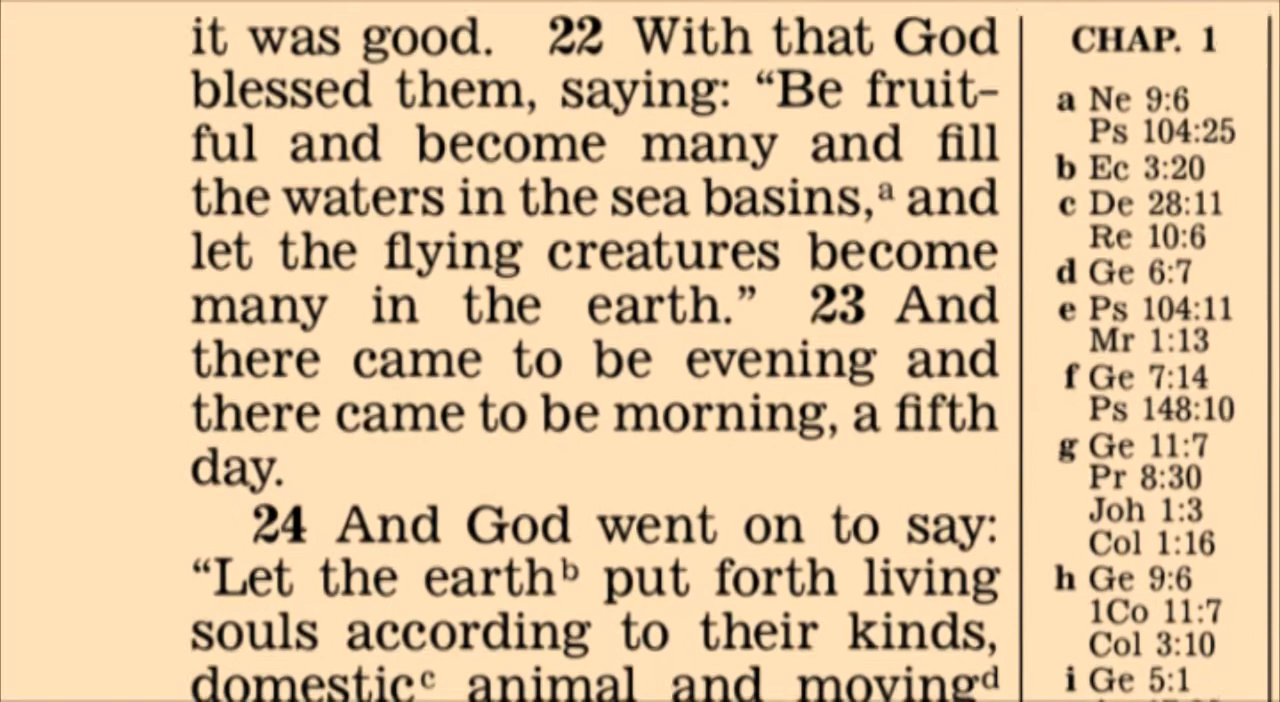 it was good. 22 With that God
blessed them, saying: “Be fruit-
ful and become many and fill
the waters in the sea basins,ᵃ and
let the flying creatures become
many in the earth.” 23 And
there came to be evening and
there came to be morning, a fifth
day.
24 And God went on to say:
“Let the earthᵇ put forth living
souls according to their kinds,
domesticᶜ animal and movingᵈ
CHAP. 1
a Ne 9:6
Ps 104:25
b Ec 3:20
c De 28:11
Re 10:6
d Ge 6:7
e Ps 104:11
Mr 1:13
f Ge 7:14
Ps 148:10
g Ge 11:7
Pr 8:30
Joh 1:3
Col 1:16
h Ge 9:6
1Co 11:7
Col 3:10
i Ge 5:1